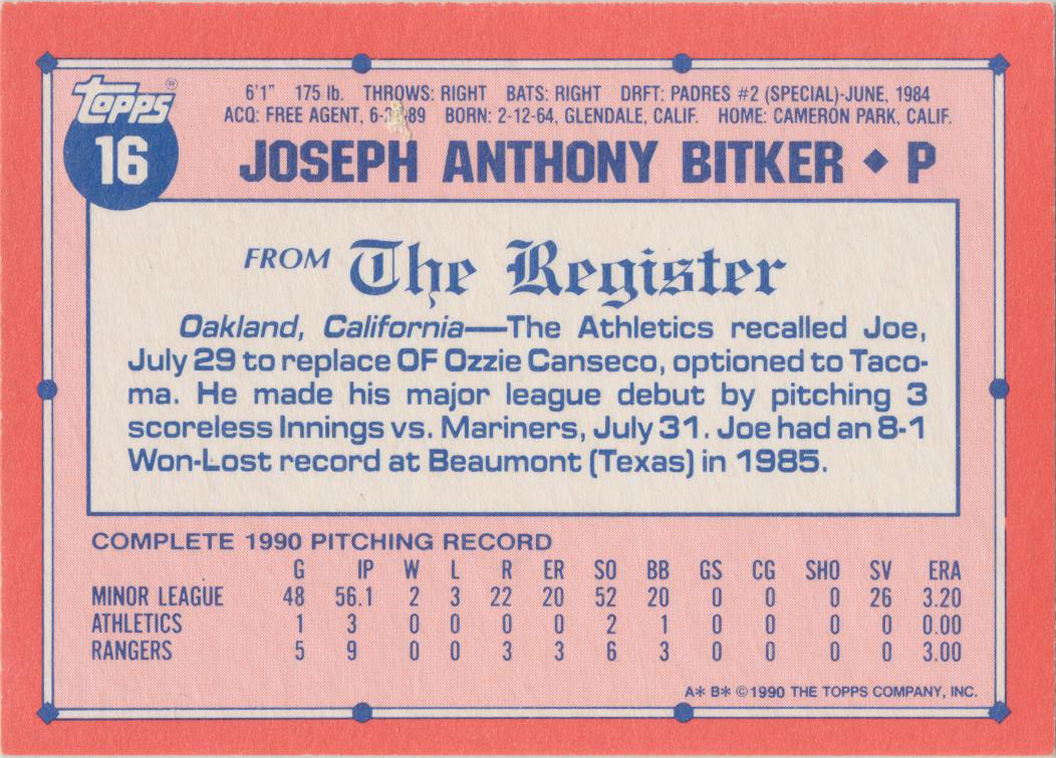 topps®
16
6'1" 175 lb. THROWS: RIGHT BATS: RIGHT DRFT: PADRES #2 (SPECIAL)-JUNE, 1984
ACQ: FREE AGENT, BORN: 2-12-64, GLENDALE, CALIF. HOME: CAMERON PARK, CALIF.
JOSEPH ANTHONY BITKER ◆ P
FROM The Register
Oakland, California—The Athletics recalled Joe,
July 29 to replace OF Ozzie Canseco, optioned to Taco-
ma. He made his major league debut by pitching 3
scoreless Innings vs. Mariners, July 31. Joe had an 8-1
Won-Lost record at Beaumont (Texas) in 1985.
COMPLETE 1990 PITCHING RECORD
G IP W L R ER SO BB GS CG SHO SV ERA
MINOR LEAGUE 48 56.1 2 3 22 20 52 20 0 0 0 26 3.20
ATHLETICS 1 3 0 0 0 0 2 1 0 0 0 0 0.00
RANGERS 5 9 0 0 3 3 6 3 0 0 0 0 3.00
A* B* ©1990 THE TOPPS COMPANY, INC.